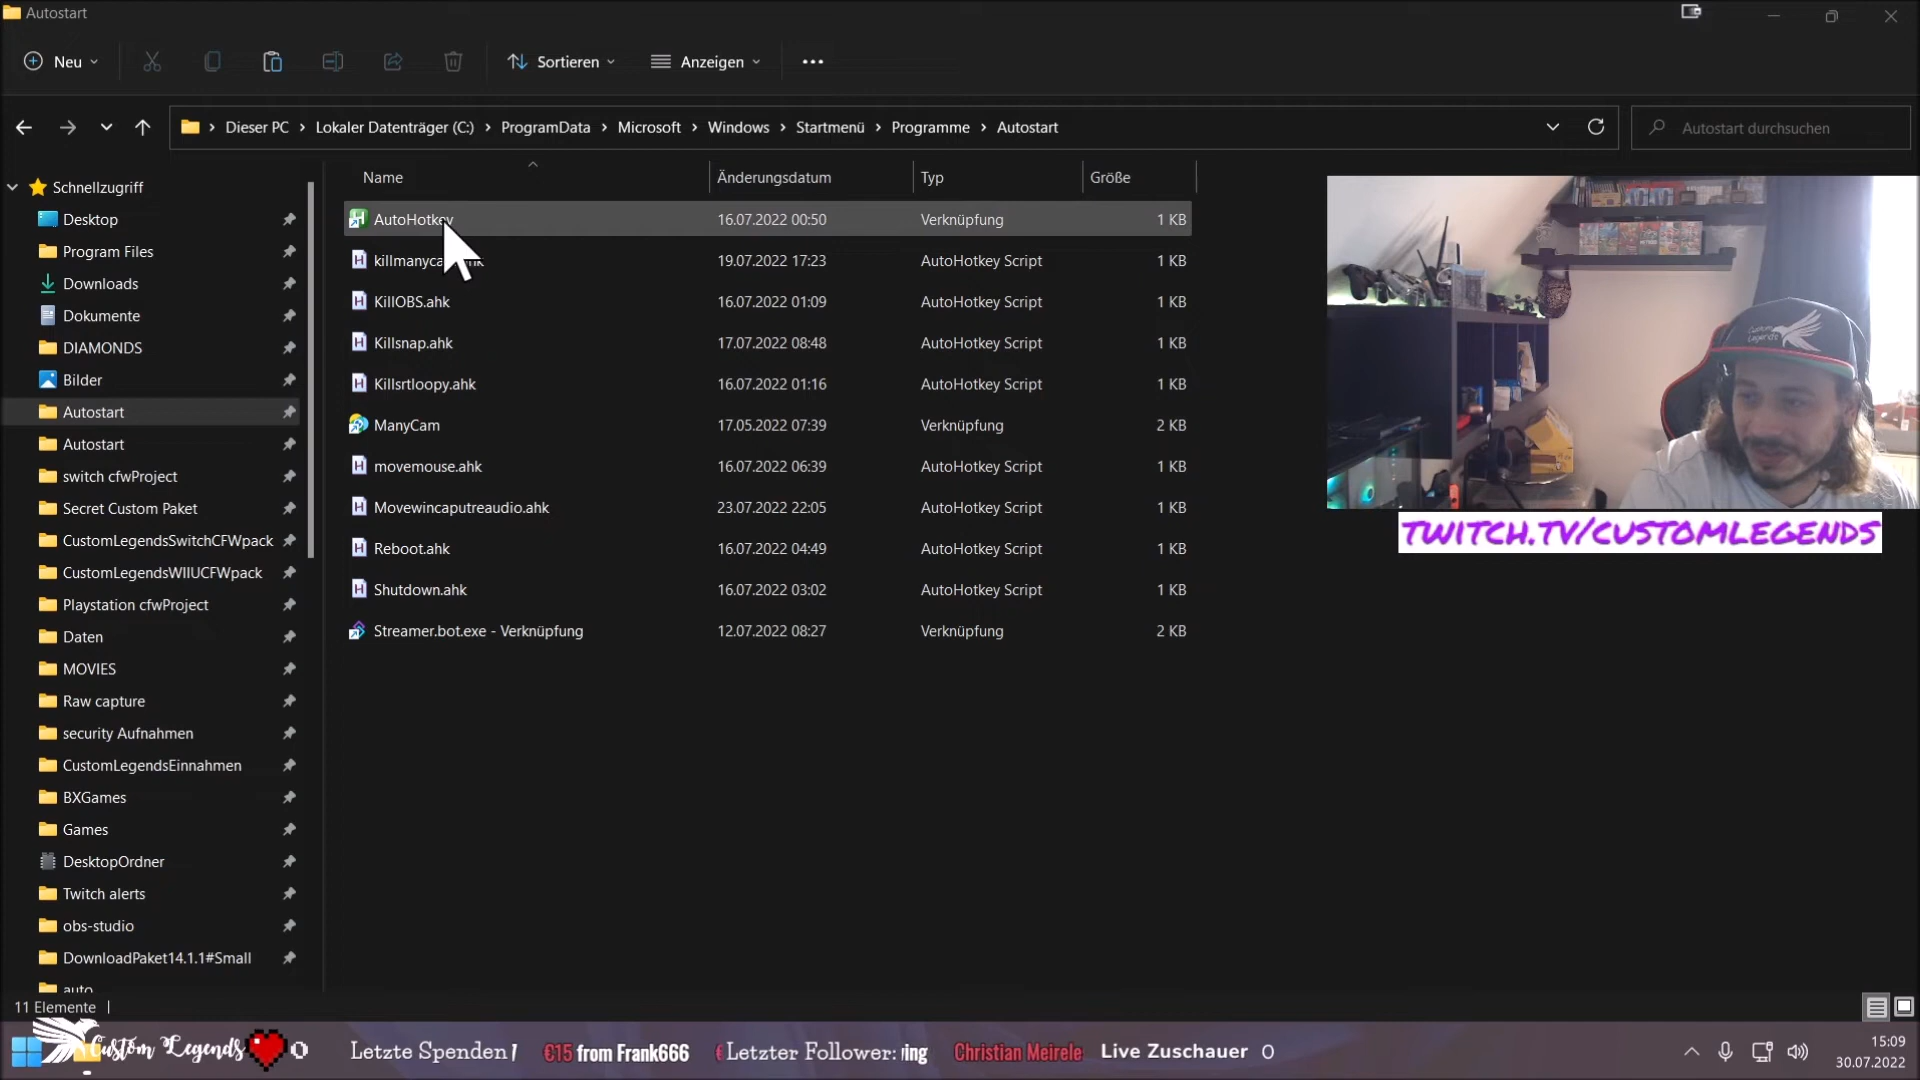 Autostart
Neu
Sortieren
Anzeigen
Dieser PC
Lokaler Datenträger (C:)
ProgramData
Microsoft
Windows
Startmenü
Programme
Autostart
Autostart durchsuchen
Schnellzugriff
Desktop
Program Files
Downloads
Dokumente
DIAMONDS
Bilder
Autostart
Autostart
switch cfwProject
Secret Custom Paket
CustomLegendsSwitchCFWpack
CustomLegendsWIIUCFWpack
Playstation cfwProject
Daten
MOVIES
Raw capture
security Aufnahmen
CustomLegendsEinnahmen
BXGames
Games
DesktopOrdner
Twitch alerts
obs-studio
DownloadPaket14.1.1#Small
auto
Name Änderungsdatum Typ Größe
AutoHotkey 16.07.2022 00:50 Verknüpfung 1 KB
19.07.2022 17:23 AutoHotkey Script 1 KB
KillOBS.ahk 16.07.2022 01:09 AutoHotkey Script 1 KB
Killsnap.ahk 17.07.2022 08:48 AutoHotkey Script 1 KB
Killsrtloopy.ahk 16.07.2022 01:16 AutoHotkey Script 1 KB
ManyCam 17.05.2022 07:39 Verknüpfung 2 KB
movemouse.ahk 16.07.2022 06:39 AutoHotkey Script 1 KB
Movewincaputreaudio.ahk 23.07.2022 22:05 AutoHotkey Script 1 KB
Reboot.ahk 16.07.2022 04:49 AutoHotkey Script 1 KB
Shutdown.ahk 16.07.2022 03:02 AutoHotkey Script 1 KB
Streamer.bot.exe - Verknüpfung 12.07.2022 08:27 Verknüpfung 2 KB
Custom Legends
TWITCH.TV/CUSTOMLEGENDS
11 Elemente
Custom Legends 0
Letzte Spenden €15 from Frank666
Letzter Follower: Christian Meirele
Live Zuschauer 0
15:09
30.07.2022